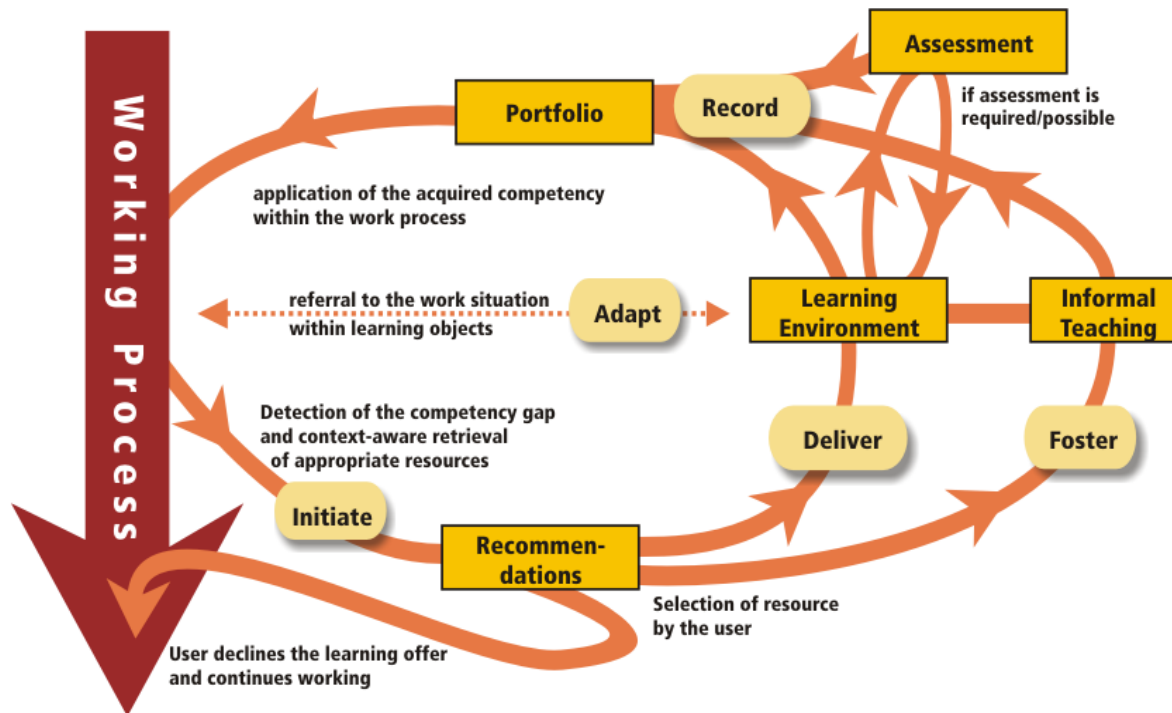 Working Process
Assessment
Portfolio
Record
if assessment is
required/possible
application of the acquired competency
within the work process
referral to the work situation
within learning objects
Adapt
Learning
Environment
Informal
Teaching
Detection of the competency gap
and context-aware retrieval
of appropriate resources
Deliver
Foster
Initiate
Recommen-
dations
Selection of resource
by the user
User declines the learning offer
and continues working